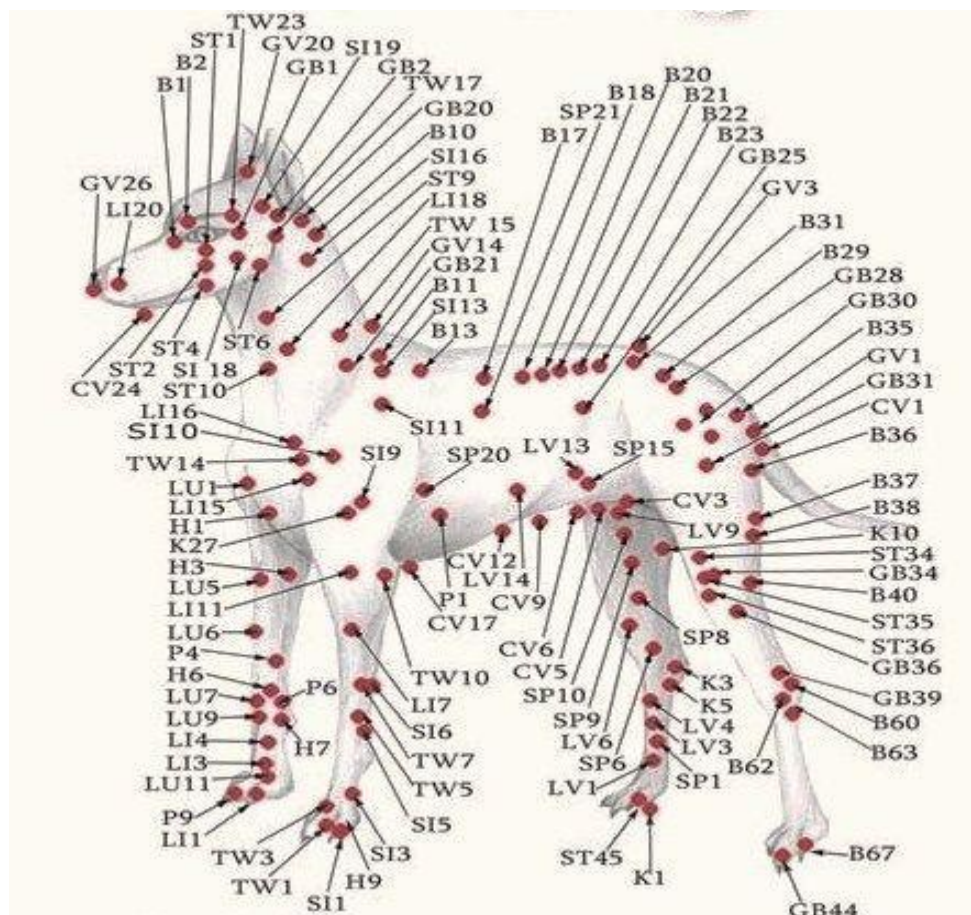 TW23
ST1
GV20
B2
GB1
SI19
B1
GB2
TW17
GB20
B10
SI16
ST9
LI18
TW 15
GV14
GB21
B11
SI13
B13
GV26
LI20
B20
B18
B21
SP21
B22
B17
B23
GB25
GV3
B31
B29
GB28
GB30
B35
GV1
GB31
CV1
B36
B37
B38
K10
ST34
GB34
B40
ST35
ST36
GB36
GB39
B60
B63
B62
B67
GB44
ST6
ST4
SI 18
ST2
CV24
ST10
LI16
SI10
TW14
LU1
LI15
H1
K27
H3
LU5
LI11
LU6
P4
H6
LU7
LU9
LI4
LI3
LU11
P9
LI1
P6
H7
SI11
SI9
SP20
LV13
SP15
CV3
LV9
CV12
LV14
P1
CV9
CV17
CV6
CV5
SP10
SP9
LV6
SP6
LV1
SP8
K3
K5
LV4
LV3
SP1
ST45
K1
TW10
LI7
SI6
TW7
TW5
SI5
TW3
TW1
SI1
H9
SI3